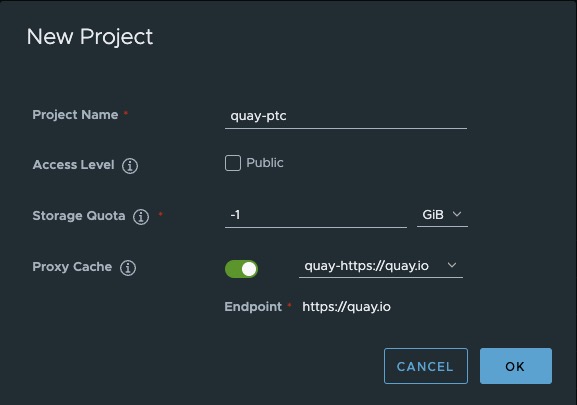 New Project
Project Name *
quay-ptc
Access Level
Public
Storage Quota *
-1
GiB
Proxy Cache
quay-https://quay.io
Endpoint * https://quay.io
CANCEL
OK